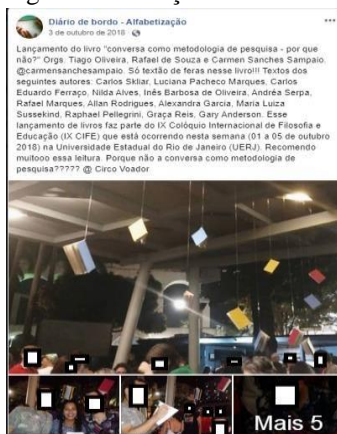 Diário de bordo - Alfabetização
3 de outubro de 2018
Lançamento do livro "conversa como metodologia de pesquisa - por que
não?" Orgs. Tiago Oliveira, Rafael de Souza e Carmen Sanches Sampaio.
@carmensanchesampaio. Só textão de feras nesse livro!!! Textos dos
seguintes autores: Carlos Skliar, Luciana Pacheco Marques, Carlos
Eduardo Ferraço, Nilda Alves, Inês Barbosa de Oliveira, Andréa Serpa,
Rafael Marques, Allan Rodrigues, Alexandra Garcia, Maria Luiza
Sussekind, Raphael Pellegrini, Graça Reis, Gary Anderson. Esse
lançamento de livros faz parte do IX Colóquio Internacional de Filosofia e
Educação (IX CIFE) que está ocorrendo nesta semana (01 a 05 de outubro
2018) na Universidade Estadual do Rio de Janeiro (UERJ). Recomendo
muitooo essa leitura. Porque não a conversa como metodologia de
pesquisa????? @ Circo Voador
Mais 5